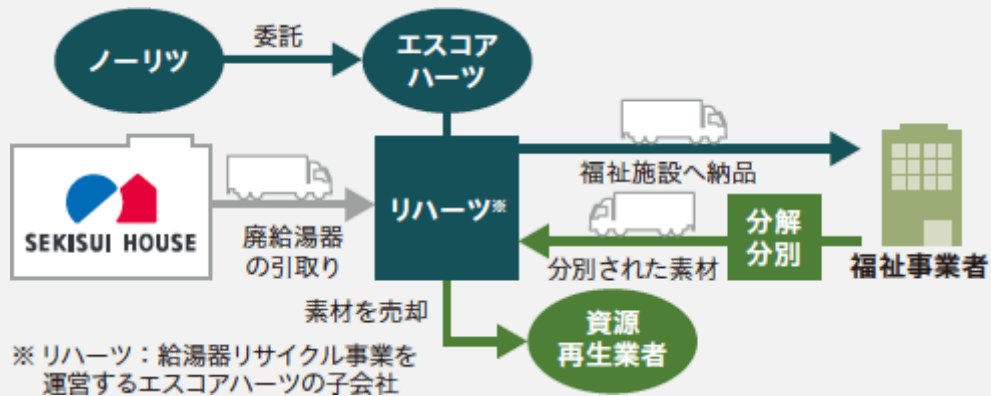 ノーリツ
委託
エスコア
ハーツ
SEKISUI HOUSE
廃給湯器
の引取り
リハーツ※
福祉施設へ納品
分別された素材
分解
分別
福祉事業者
素材を売却
資源
再生業者
※ リハーツ：給湯器リサイクル事業を
運営するエスコアハーツの子会社